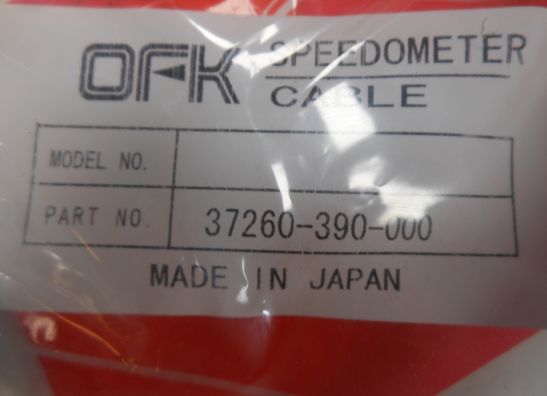 OFK SPEEDOMETER
CABLE
MODEL NO.
PART NO. 37260-390-000
MADE IN JAPAN